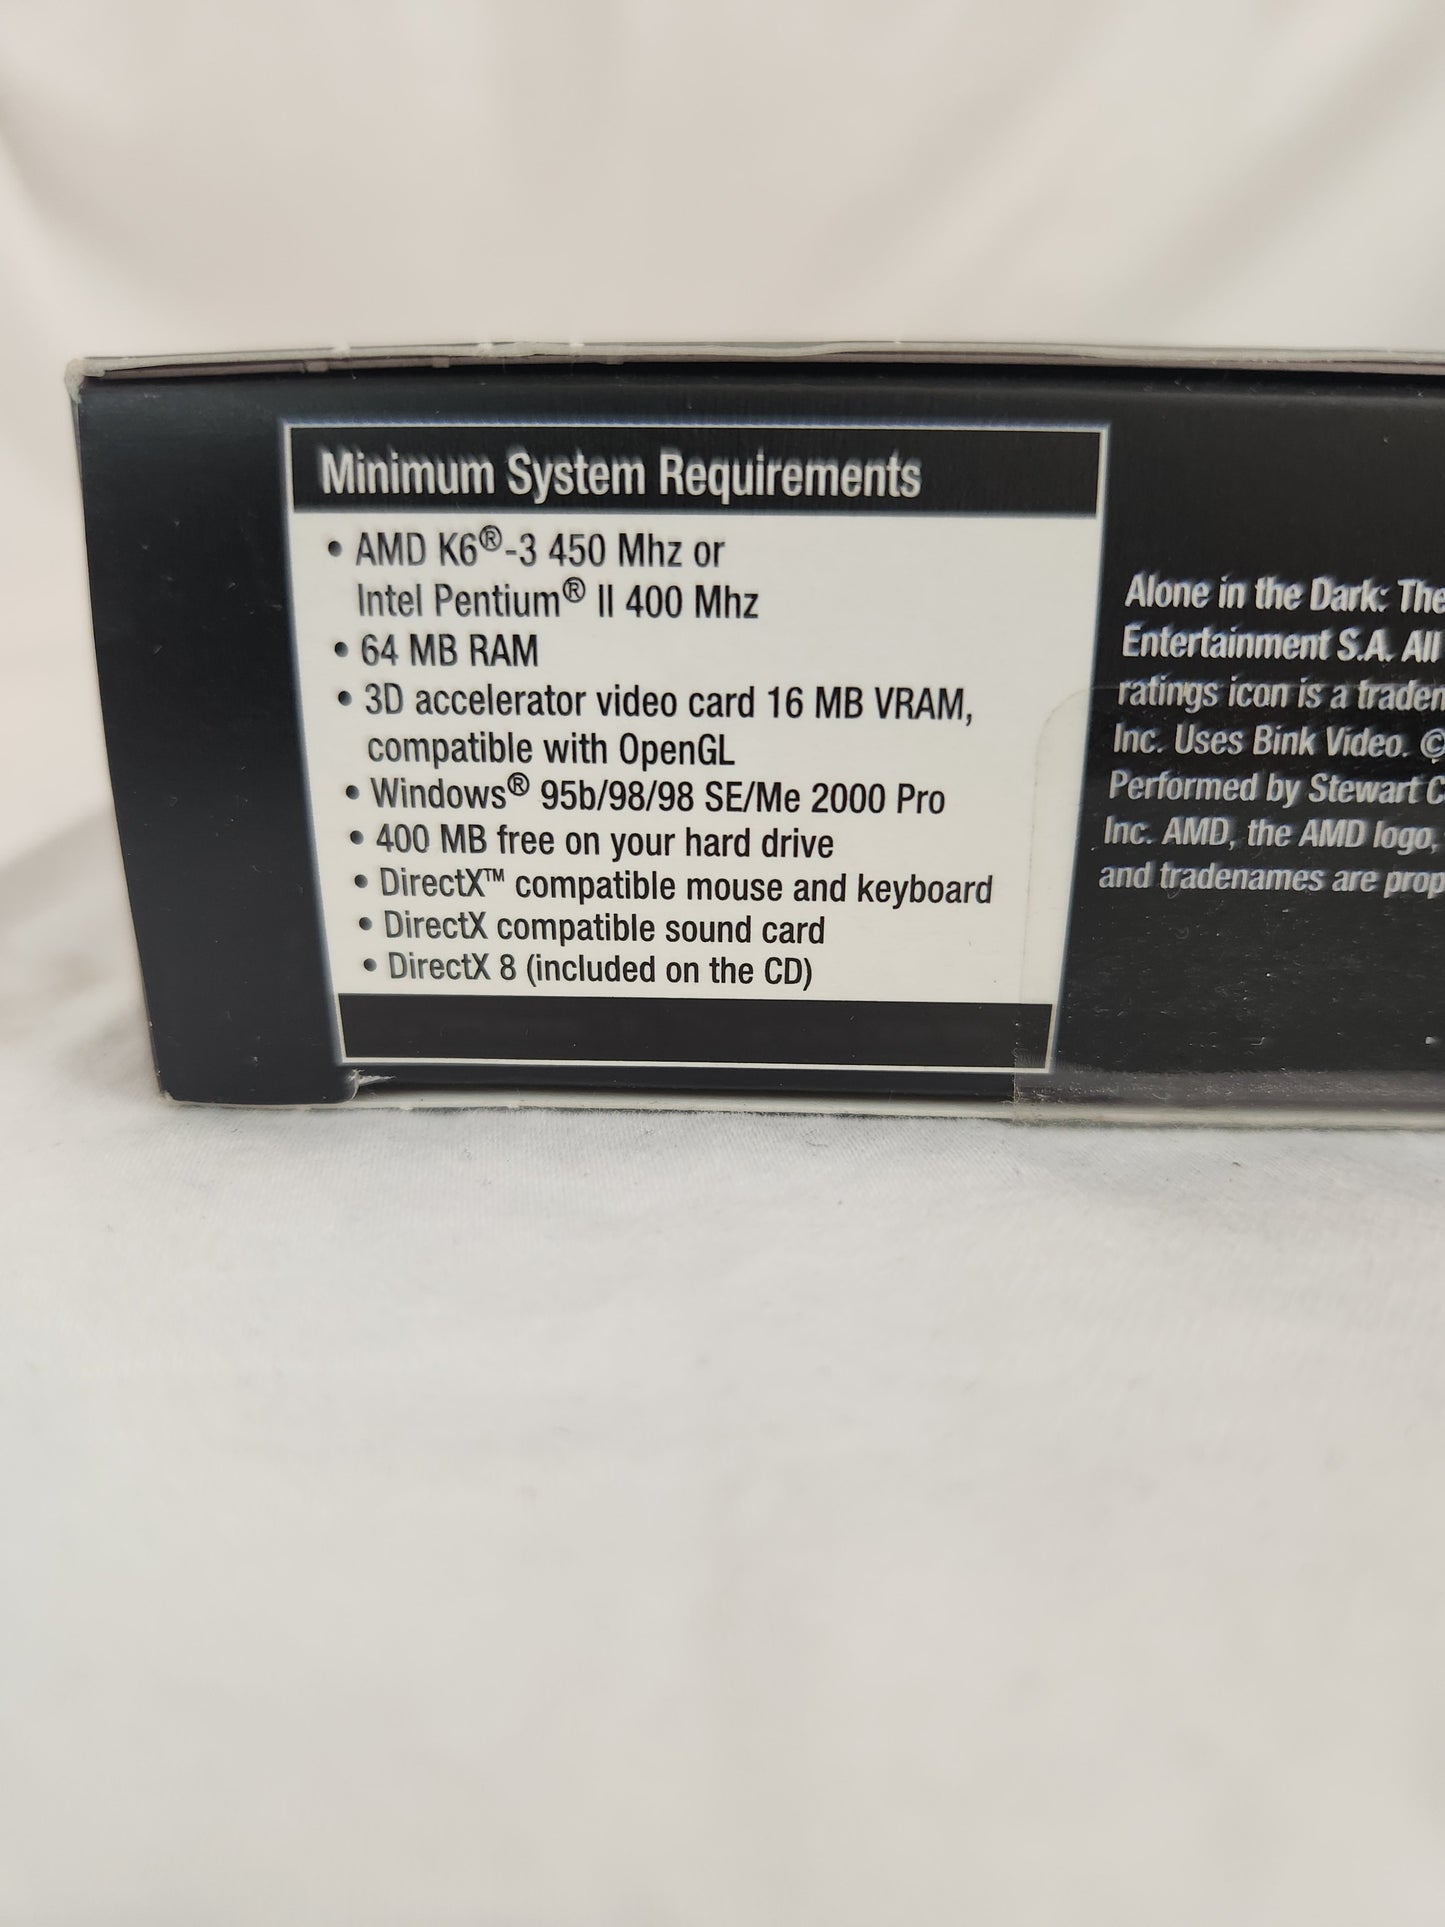 Minimum System Requirements
• AMD K6®-3 450 Mhz or
Intel Pentium® II 400 Mhz
• 64 MB RAM
• 3D accelerator video card 16 MB VRAM,
compatible with OpenGL
• Windows® 95b/98/98 SE/Me 2000 Pro
• 400 MB free on your hard drive
• DirectX™ compatible mouse and keyboard
• DirectX compatible sound card
• DirectX 8 (included on the CD)
Alone in the Dark: The
Entertainment S.A. All
ratings icon is a
Inc. Uses Bink Video. ©
Performed by Stewart
Inc. AMD, the AMD logo,
and tradenames are